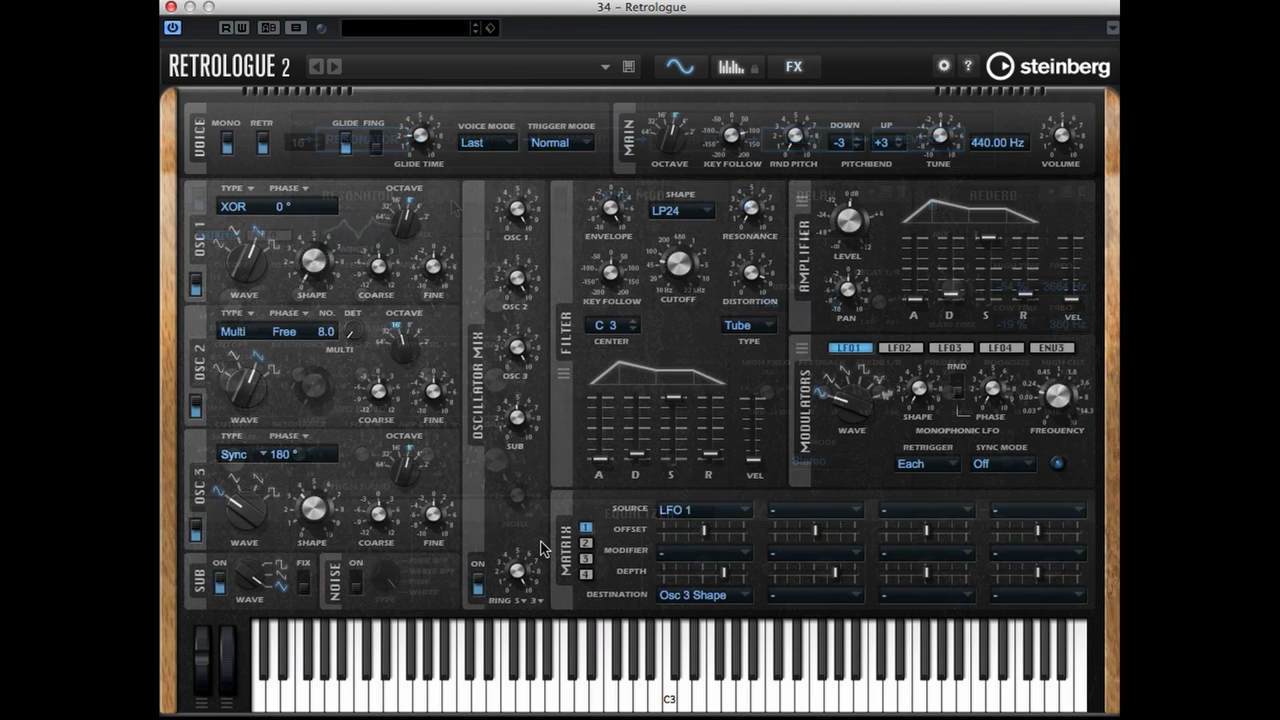 34 – Retrologue
R W
RETROLOGUE 2
FX
? steinberg
VOICE
MONO RETR GLIDE FING
GLIDE TIME
VOICE MODE
Last
TRIGGER MODE
Normal
MAIN
OCTAVE
KEY FOLLOW
RND PITCH
DOWN UP
-3 +3
PITCHBEND
TUNE
440.00 Hz
VOLUME
OSC 1
TYPE PHASE OCTAVE
XOR 0 °
WAVE SHAPE COARSE FINE
OSC 2
TYPE PHASE NO. DET OCTAVE
Multi Free 8.0
MULTI
WAVE COARSE FINE
OSC 3
TYPE PHASE OCTAVE
Sync 180 °
WAVE SHAPE COARSE FINE
SUB
ON FIX
WAVE
NOISE
ON
OSCILLATOR MIX
OSC 1
OSC 2
OSC 3
SUB
NOISE
ON
RING
FILTER
SHAPE
LP24
ENVELOPE RESONANCE
KEY FOLLOW CUTOFF DISTORTION
C 3 Tube
CENTER TYPE
A D S R VEL
AMPLIFIER
LEVEL
PAN
A D S R VEL
MODULATORS
LFO1 LFO2 LFO3 LFO4 ENV3
RND
WAVE SHAPE PHASE FREQUENCY
MONOPHONIC LFO
RETRIGGER SYNC MODE
Each Off
MATRIX
1
2
3
4
SOURCE LFO 1 - - -
OFFSET
MODIFIER - - - -
DEPTH
DESTINATION Osc 3 Shape - - -
C3